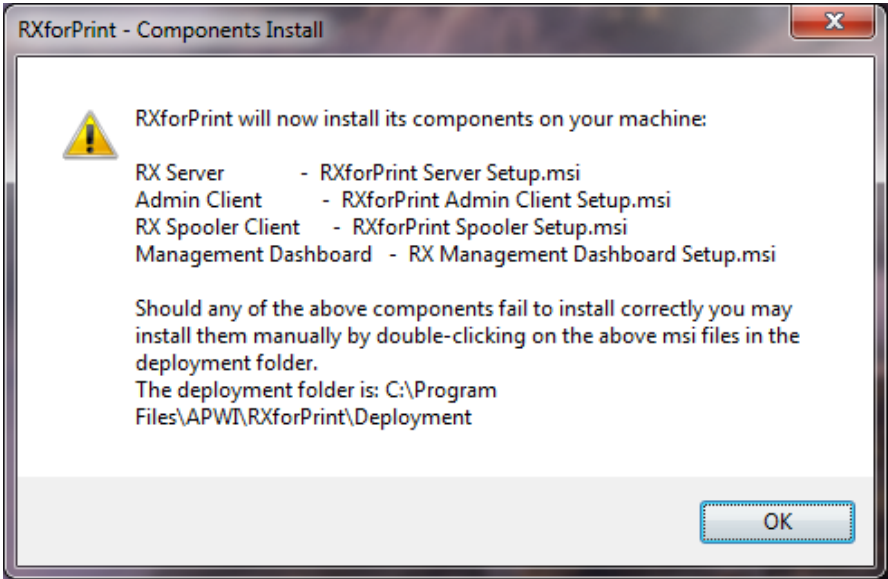 RXforPrint - Components Install
RXforPrint will now install its components on your machine:
RX Server - RXforPrint Server Setup.msi
Admin Client - RXforPrint Admin Client Setup.msi
RX Spooler Client - RXforPrint Spooler Setup.msi
Management Dashboard - RX Management Dashboard Setup.msi
Should any of the above components fail to install correctly you may
install them manually by double-clicking on the above msi files in the
deployment folder.
The deployment folder is: C:\Program
Files\APWI\RXforPrint\Deployment
OK